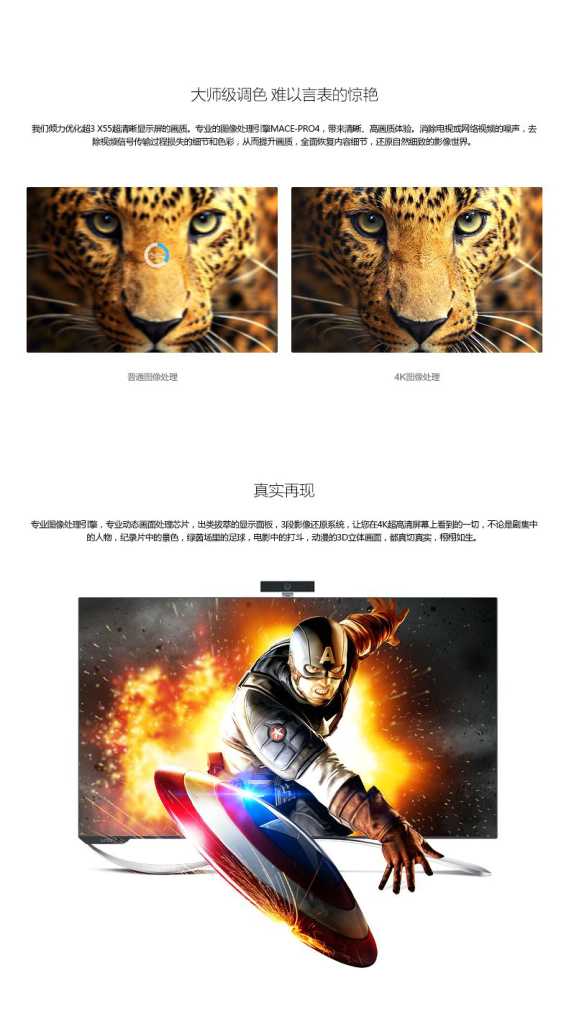 大师级调色 难以言表的惊艳
我们倾力优化超3 X55超清晰显示屏的画质。专业的图像处理引擎MACE-PRO4，带来清晰、高画质体验。消除电视或网络视频的噪声，去
除视频信号传输过程损失的细节和色彩，从而提升画质，全面恢复内容细节，还原自然细致的影像世界。
普通图像处理
4K图像处理
真实再现
专业图像处理引擎，专业动态画面处理芯片，出类拔萃的显示面板，3段影像还原系统，让您在4K超高清屏幕上看到的一切，不论是剧集中
的人物，纪录片中的景色，绿茵场里的足球，电影中的打斗，动漫的3D立体画面，都真切真实，栩栩如生。
A